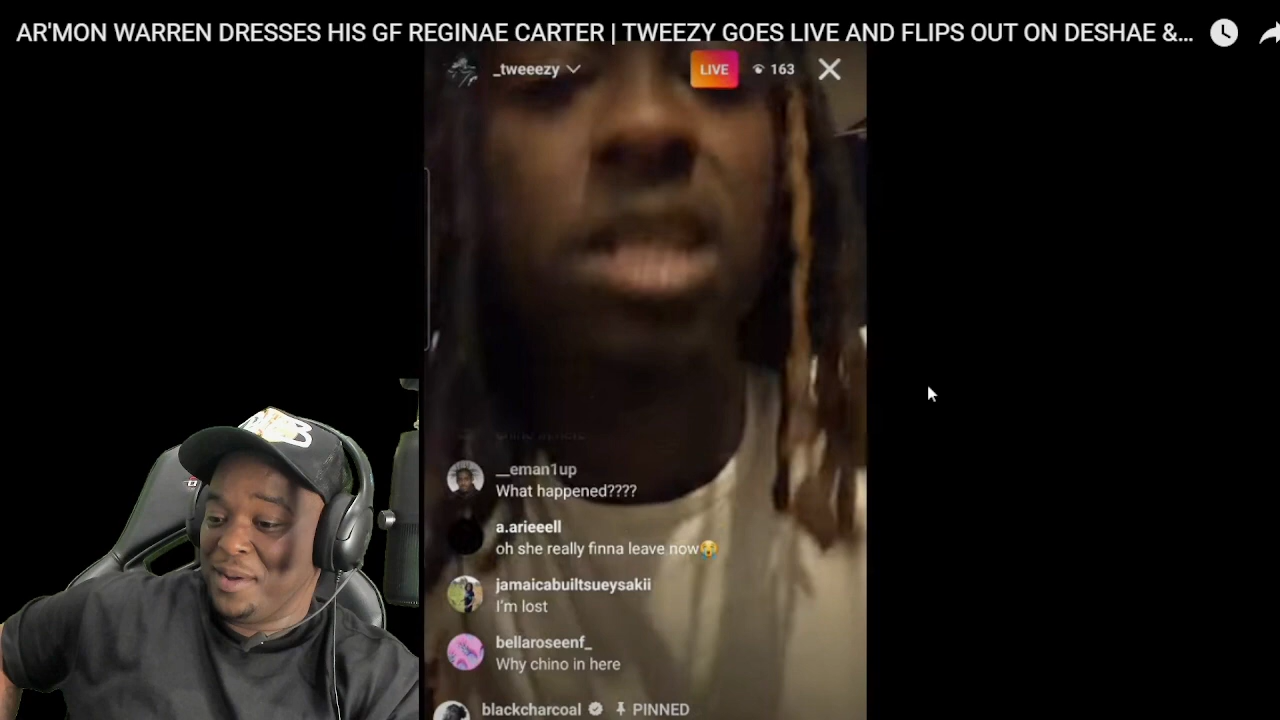 AR'MON WARREN DRESSES HIS GF REGINAE CARTER | TWEEZY GOES LIVE AND FLIPS OUT ON DESHAE &...
_tweeezy
LIVE
163
__eman1up
What happened????
a.arieeell
oh she really finna leave now😭
jamaicabuiltsueysakii
I'm lost
bellaroseenf_
Why chino in here
blackcharcoal PINNED